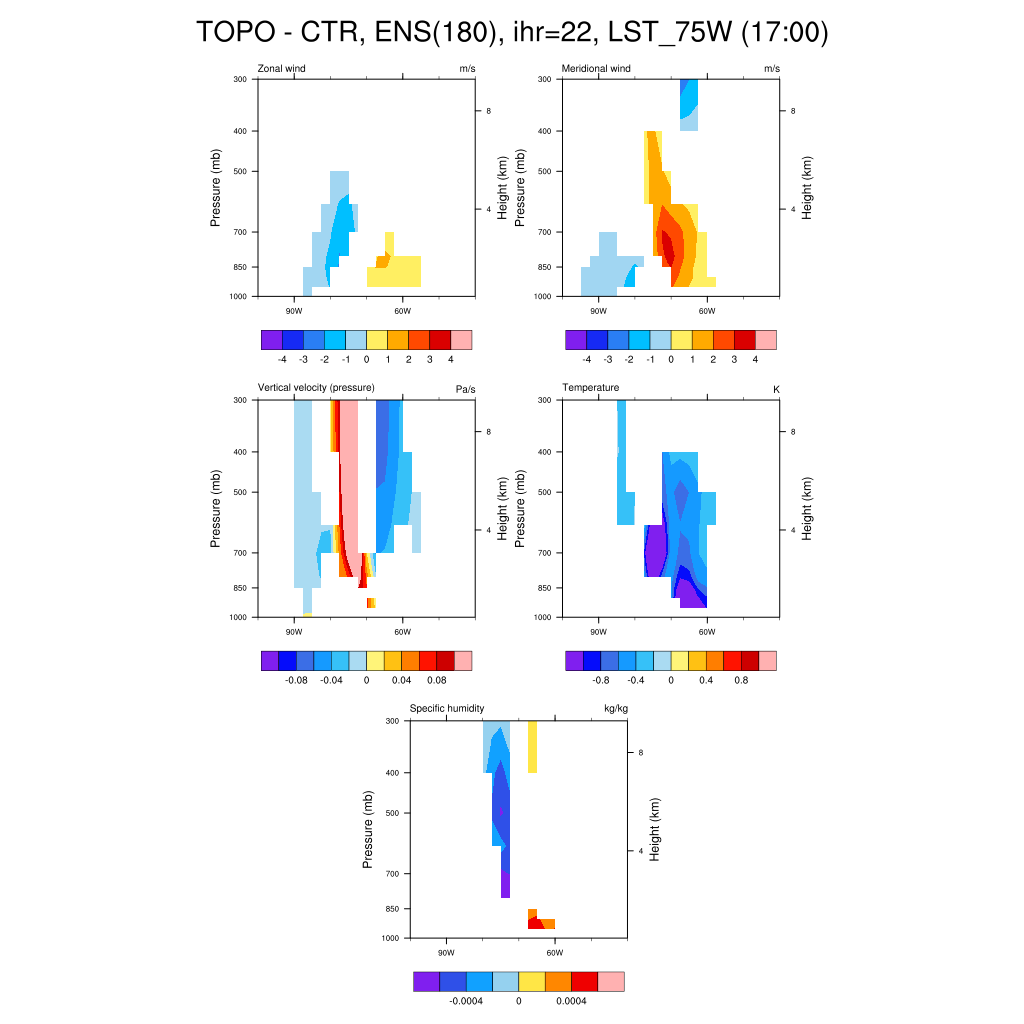 TOPO - CTR, ENS(180), ihr=22, LST_75W (17:00)
Zonal wind m/s
Meridional wind m/s
300
400
500
700
850
1000
Pressure (mb)
8
4
Height (km)
90W 60W
300
400
500
700
850
1000
Pressure (mb)
8
4
Height (km)
90W 60W
-4 -3 -2 -1 0 1 2 3 4
-4 -3 -2 -1 0 1 2 3 4
Vertical velocity (pressure) Pa/s
Temperature K
300
400
500
700
850
1000
Pressure (mb)
8
4
Height (km)
90W 60W
300
400
500
700
850
1000
Pressure (mb)
8
4
Height (km)
90W 60W
-0.08 -0.04 0 0.04 0.08
-0.8 -0.4 0 0.4 0.8
Specific humidity kg/kg
300
400
500
700
850
1000
Pressure (mb)
8
4
Height (km)
90W 60W
-0.0004 0 0.0004